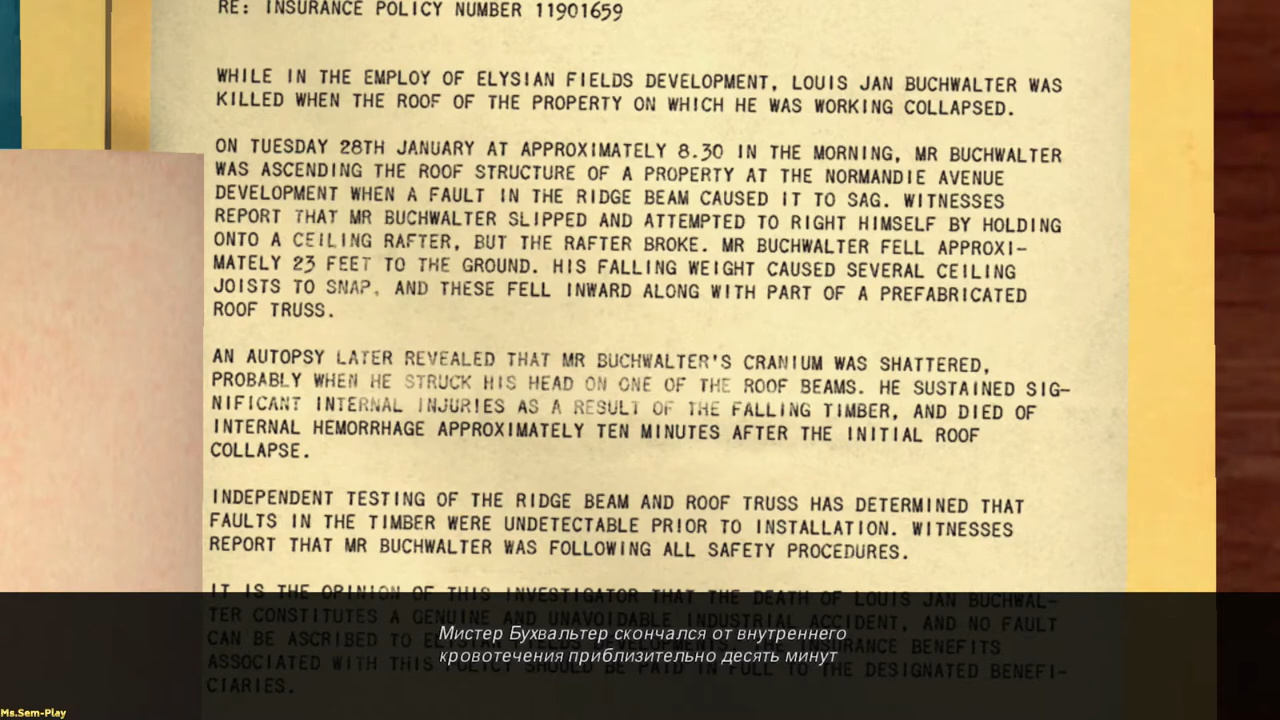 RE: INSURANCE POLICY NUMBER 11901659
WHILE IN THE EMPLOY OF ELYSIAN FIELDS DEVELOPMENT, LOUIS JAN BUCHWALTER WAS
KILLED WHEN THE ROOF OF THE PROPERTY ON WHICH HE WAS WORKING COLLAPSED.
ON TUESDAY 28TH JANUARY AT APPROXIMATELY 8.30 IN THE MORNING, MR BUCHWALTER
WAS ASCENDING THE ROOF STRUCTURE OF A PROPERTY AT THE NORMANDIE AVENUE
DEVELOPMENT WHEN A FAULT IN THE RIDGE BEAM CAUSED IT TO SAG. WITNESSES
REPORT THAT MR BUCHWALTER SLIPPED AND ATTEMPTED TO RIGHT HIMSELF BY HOLDING
ONTO A CEILING RAFTER, BUT THE RAFTER BROKE. MR BUCHWALTER FELL APPROXI-
MATELY 23 FEET TO THE GROUND. HIS FALLING WEIGHT CAUSED SEVERAL CEILING
JOISTS TO SNAP, AND THESE FELL INWARD ALONG WITH PART OF A PREFABRICATED
ROOF TRUSS.
AN AUTOPSY LATER REVEALED THAT MR BUCHWALTER'S CRANIUM WAS SHATTERED,
PROBABLY WHEN HE STRUCK HIS HEAD ON ONE OF THE ROOF BEAMS. HE SUSTAINED SIG-
NIFICANT INTERNAL INJURIES AS A RESULT OF THE FALLING TIMBER, AND DIED OF
INTERNAL HEMORRHAGE APPROXIMATELY TEN MINUTES AFTER THE INITIAL ROOF
COLLAPSE.
INDEPENDENT TESTING OF THE RIDGE BEAM AND ROOF TRUSS HAS DETERMINED THAT
FAULTS IN THE TIMBER WERE UNDETECTABLE PRIOR TO INSTALLATION. WITNESSES
REPORT THAT MR BUCHWALTER WAS FOLLOWING ALL SAFETY PROCEDURES.
IT IS THE OPINION OF THIS INVESTIGATOR THAT THE DEATH OF LOUIS JAN BUCHWAL-
TER CONSTITUTES A GENUINE AND UNAVOIDABLE INDUSTRIAL ACCIDENT, AND NO FAULT
CAN BE ASCRIBED TO ELYSIAN FIELDS DEVELOPMENTS. THE INSURANCE BENEFITS
ASSOCIATED WITH THIS POLICY SHOULD BE PAID IN FULL TO THE DESIGNATED BENEFI-
CIARIES.
Мистер Бухвальтер скончался от внутреннего
кровотечения приблизительно десять минут
Ms.Sem-Play